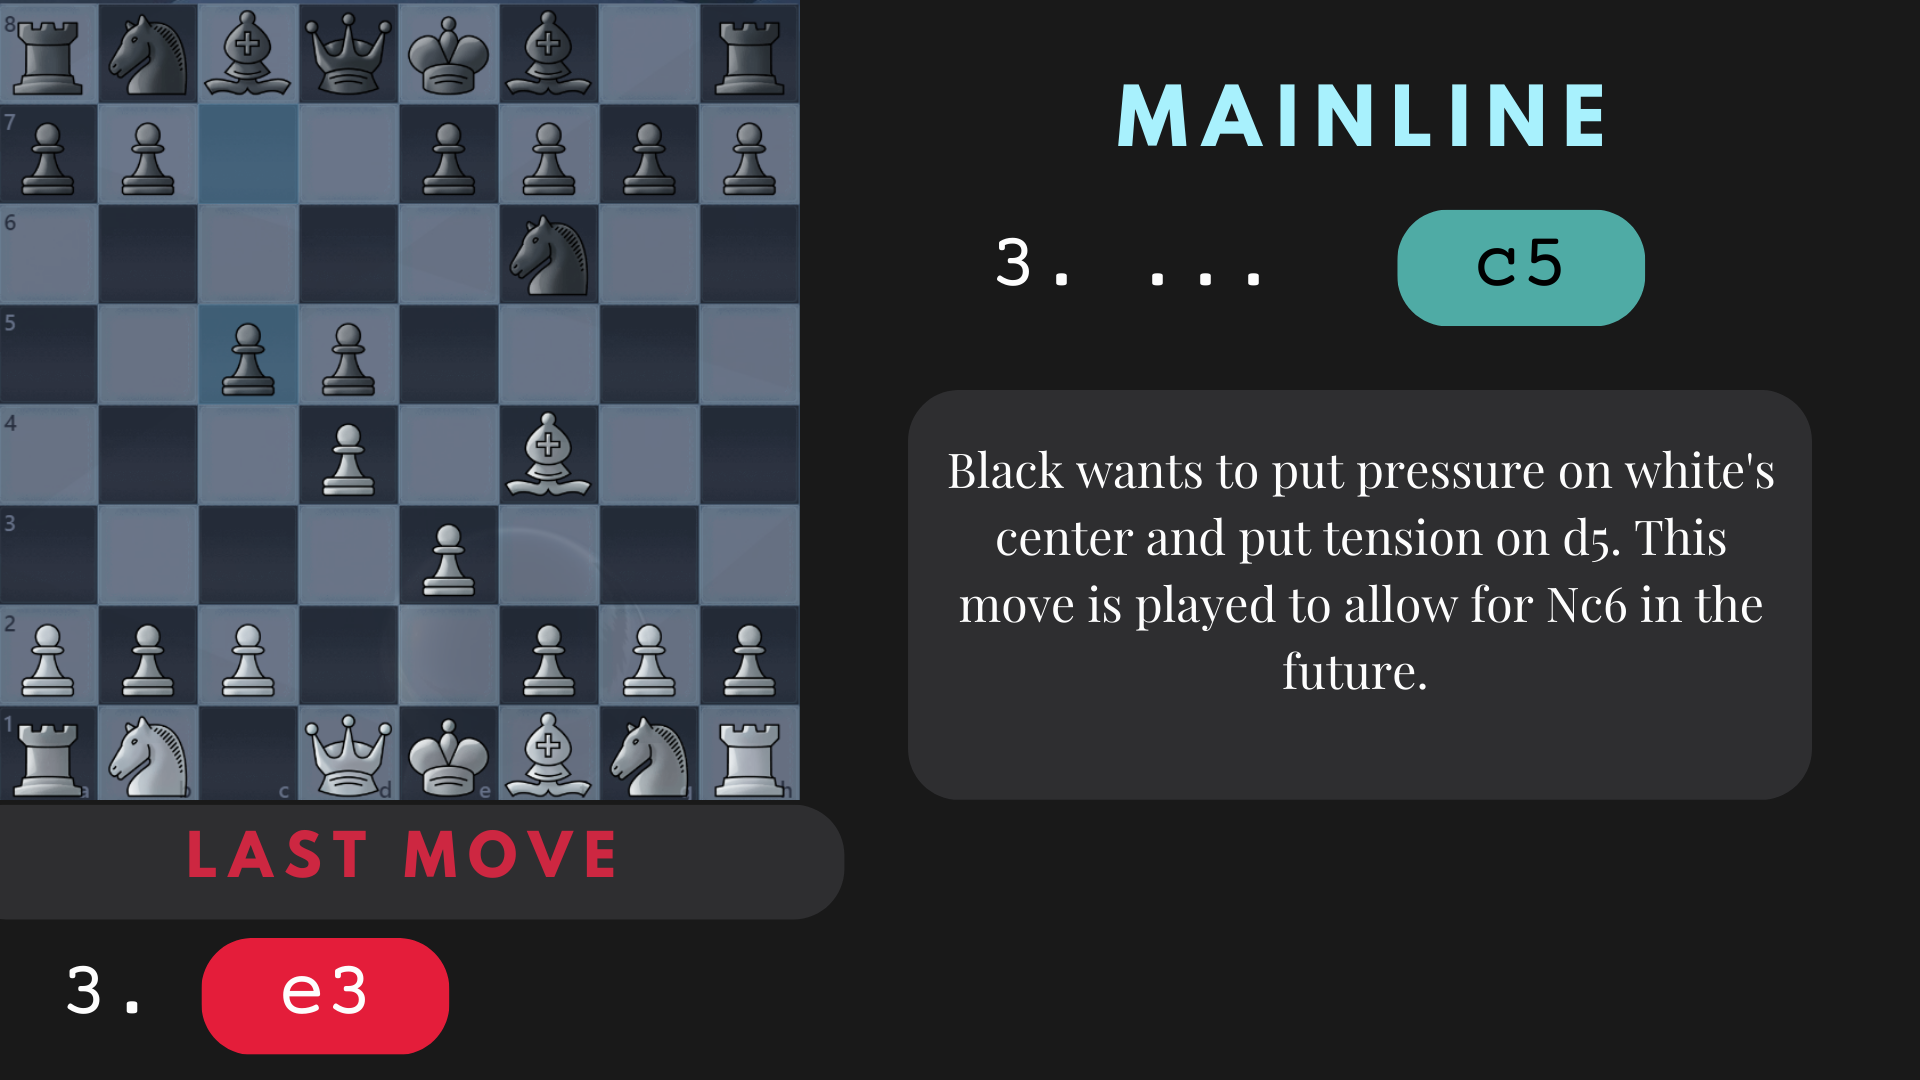 8
7
6
5
4
3
2
1
a b c d e g h
MAINLINE
3. ... c5
Black wants to put pressure on white's
center and put tension on d5. This
move is played to allow for Nc6 in the
future.
LAST MOVE
3. e3